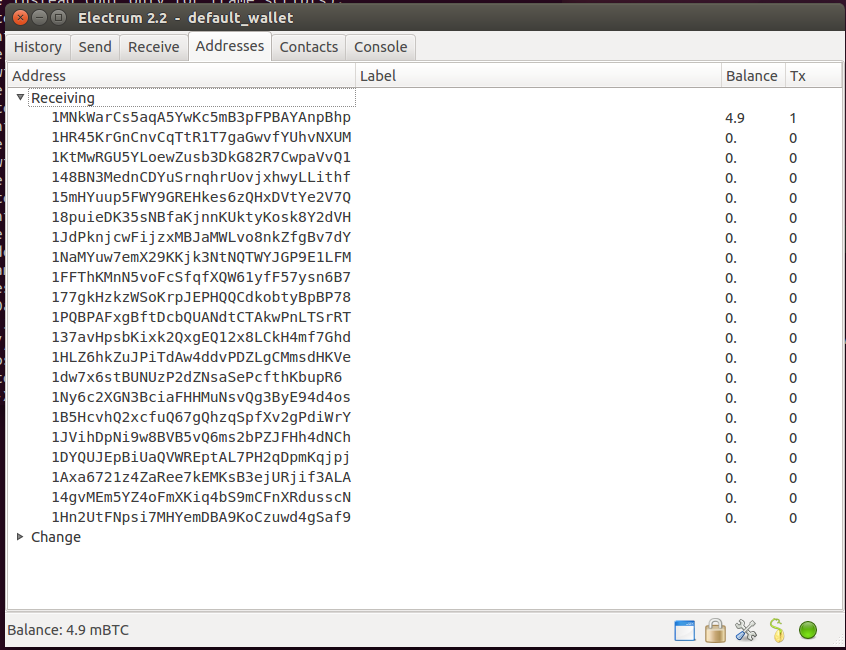 Electrum 2.2 - default_wallet
History Send Receive Addresses Contacts Console
Address Label Balance Tx
Receiving
1MNkWarCs5aqA5YwKc5mB3pFPBAYAnpBhp 4.9 1
1HR45KrGnCnvCqTtR1T7gaGwvfYUhvNXUM 0. 0
1KtMwRGU5YLoewZusb3DkG82R7CwpaVvQ1 0. 0
148BN3MednCDYuSrnqhrUovjxhwyLLithf 0. 0
15mHYuup5FWY9GREHkes6zQHxDVtYe2V7Q 0. 0
18puieDK35sNBfaKjnnKUktyKosk8Y2dVH 0. 0
1JdPknjcwFijzxMBJaMWLvo8nkZfgBv7dY 0. 0
1NaMYuw7emX29KKjk3NtNQTWYJGP9E1LFM 0. 0
1FFThKMnN5voFcSfqfXQW61yfF57ysn6B7 0. 0
177gkHzkzWSoKrpJEPHQQCdkobtyBpBP78 0. 0
1PQBPAFxgBftDcbQUANdtCTAkwPnLTSrRT 0. 0
137avHpsbKixk2QxgEQ12x8LCkH4mf7Ghd 0. 0
1HLZ6hkZuJPiTdAw4ddvPDZLgCMmsdHKVe 0. 0
1dw7x6stBUNUzP2dZNsaSePcfthKbupR6 0. 0
1Ny6c2XGN3BciaFHHMuNsvQg3ByE94d4os 0. 0
1B5HcvhQ2xcfuQ67gQhzqSpfXv2gPdiWrY 0. 0
1JVihDpNi9w8BVB5vQ6ms2bPZJFHh4dNCh 0. 0
1DYQUJEpBiUaQVWREptAL7PH2qDpmKqjpj 0. 0
1Axa6721z4ZaRee7kEMKsB3ejURjif3ALA 0. 0
14gvMEm5YZ4oFmXKiq4bS9mCFnXRdusscN 0. 0
1Hn2UtFNpsi7MHYemDBA9KoCzuwd4gSaf9 0. 0
Change
Balance: 4.9 mBTC